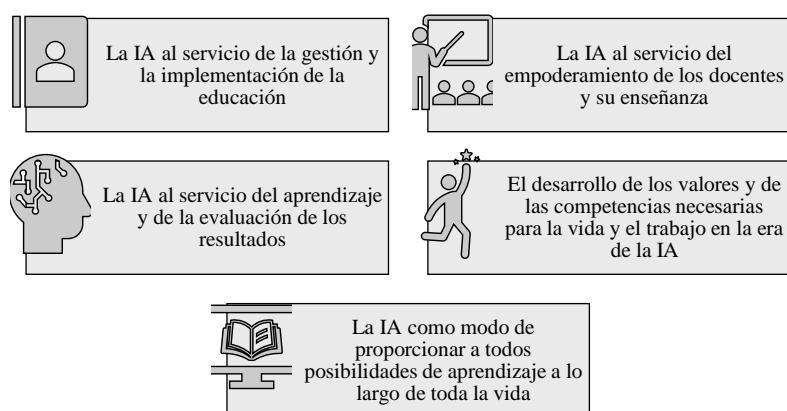 La IA al servicio de la gestión y
la implementación de la
educación
La IA al servicio del
empoderamiento de los docentes
y su enseñanza
La IA al servicio del aprendizaje
y de la evaluación de los
resultados
El desarrollo de los valores y de
las competencias necesarias
para la vida y el trabajo en la era
de la IA
La IA como modo de
proporcionar a todos
posibilidades de aprendizaje a lo
largo de toda la vida